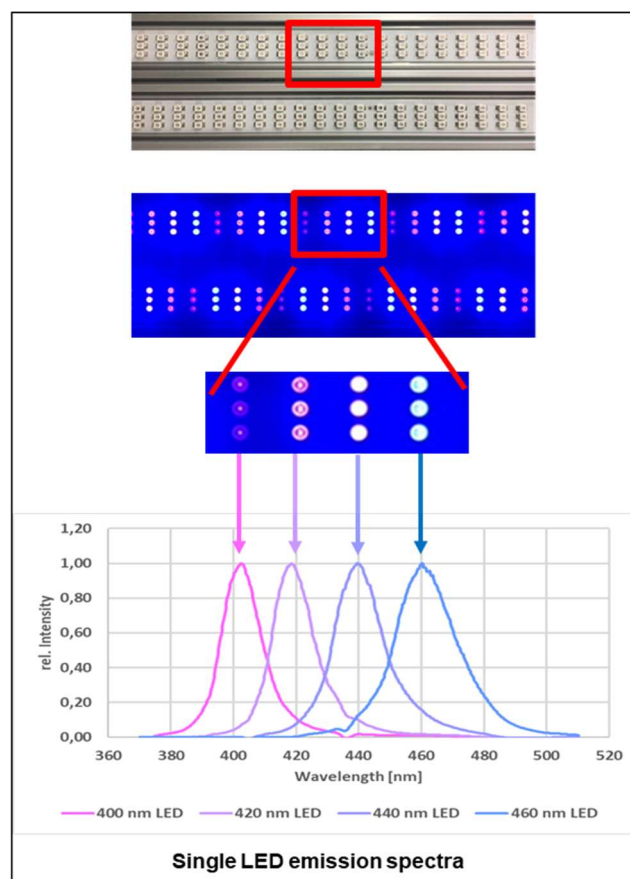 1,20
1,00
0,80
0,60
0,40
0,20
0,00
rel. Intensity
360 380 400 420 440 460 480 500 520
Wavelength [nm]
400 nm LED 420 nm LED 440 nm LED 460 nm LED
Single LED emission spectra